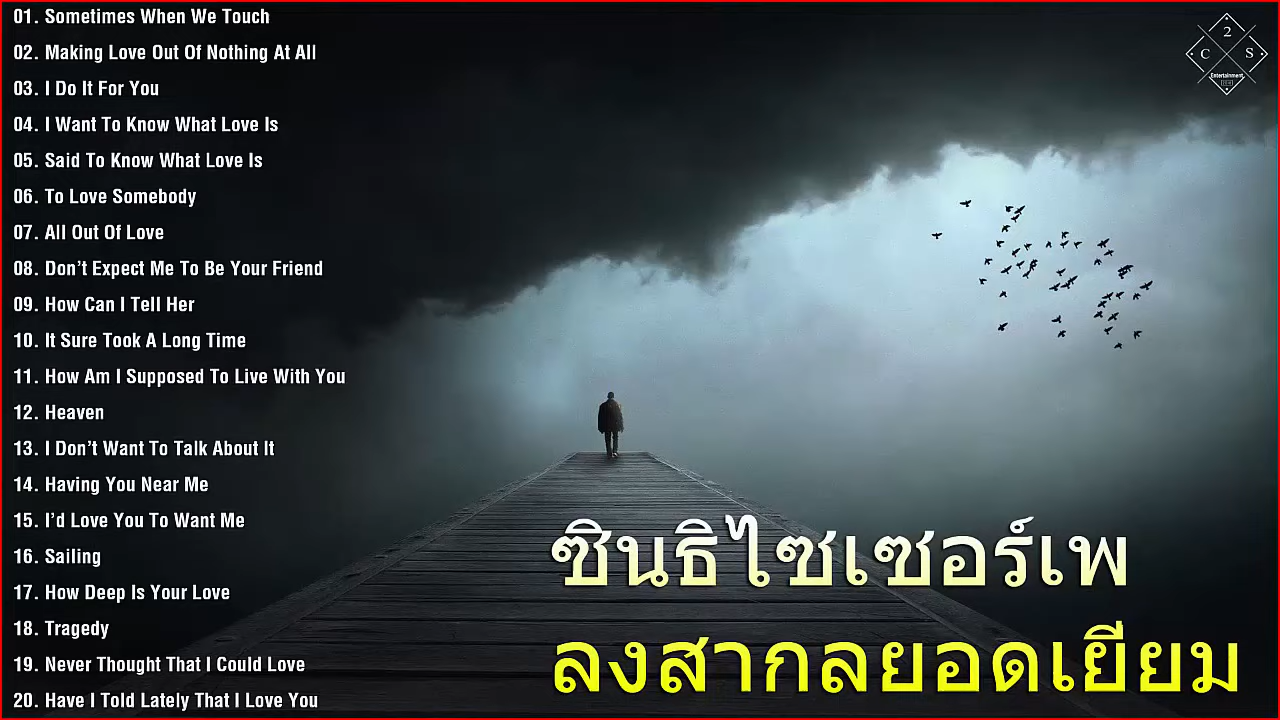 01. Sometimes When We Touch
02. Making Love Out Of Nothing At All
03. I Do It For You
04. I Want To Know What Love Is
05. Said To Know What Love Is
06. To Love Somebody
07. All Out Of Love
08. Don’t Expect Me To Be Your Friend
09. How Can I Tell Her
10. It Sure Took A Long Time
11. How Am I Supposed To Live With You
12. Heaven
13. I Don’t Want To Talk About It
14. Having You Near Me
15. I’d Love You To Want Me
16. Sailing
17. How Deep Is Your Love
18. Tragedy
19. Never Thought That I Could Love
20. Have I Told Lately That I Love You
2
C S
Entertainment
ซินธิไซเซอร์เพ
ลงสากลยอดเยียม